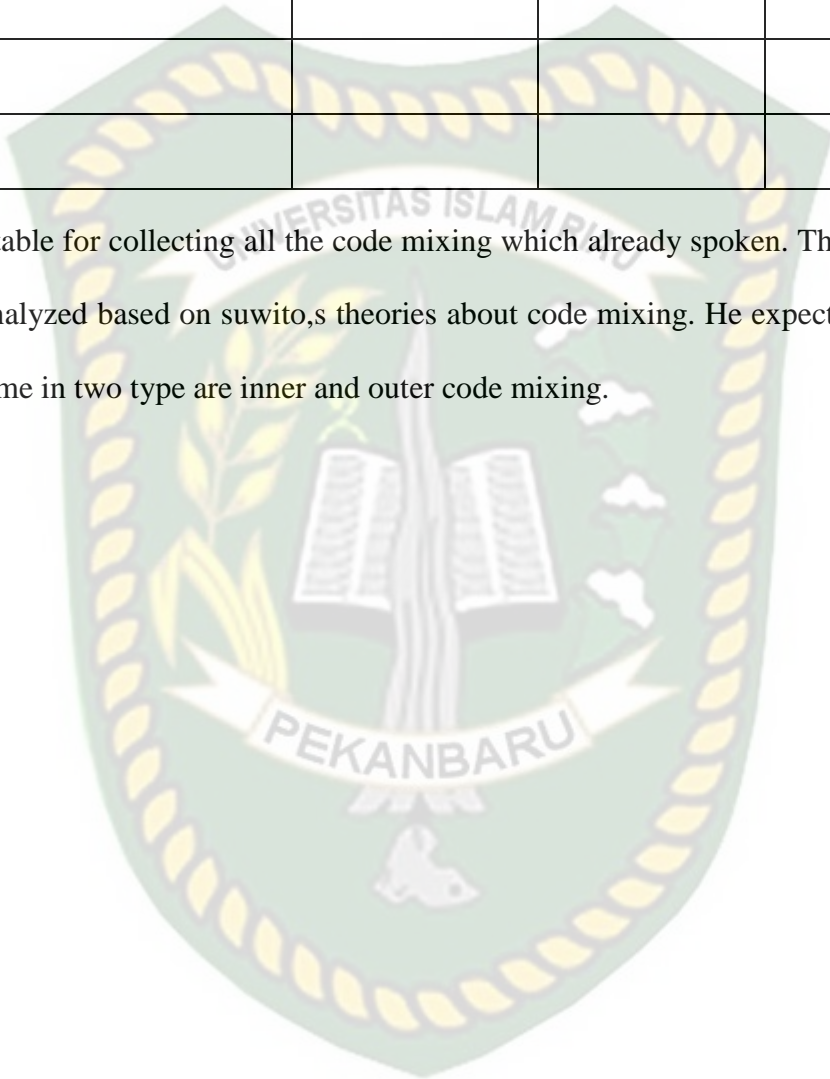 UNIVERSITAS ISLAM RIAU
table for collecting all the code mixing which already spoken. Th
nalyzed based on suwito,s theories about code mixing. He expect
me in two type are inner and outer code mixing.
PEKANBARU